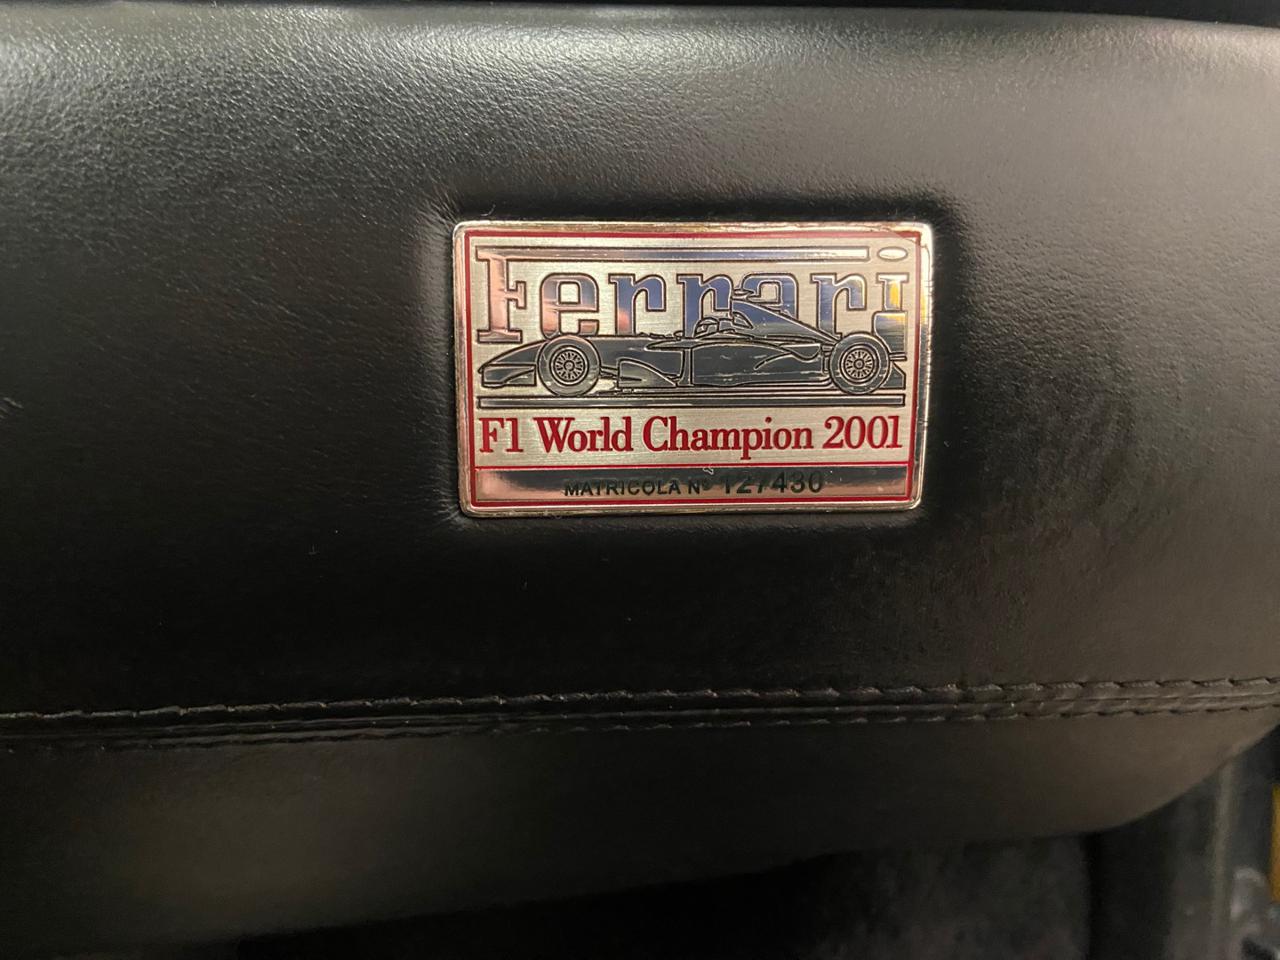 Ferrari
F1 World Champion 2001
MATRICOLA Nº 127430